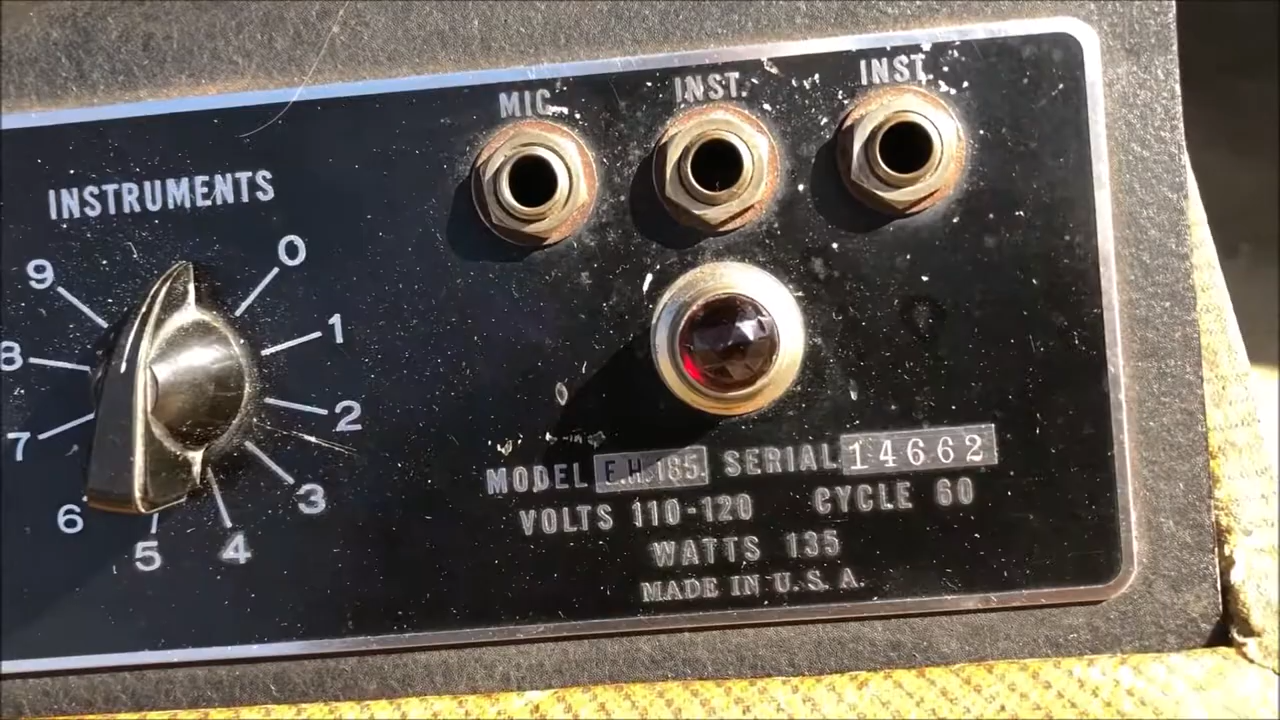 MIC. INST. INST.
INSTRUMENTS
0
9
1
8
2
7
3
6
4
5
MODEL E.H.185. SERIAL 14662
VOLTS 110-120 CYCLE 60
WATTS 135
MADE IN U.S.A.